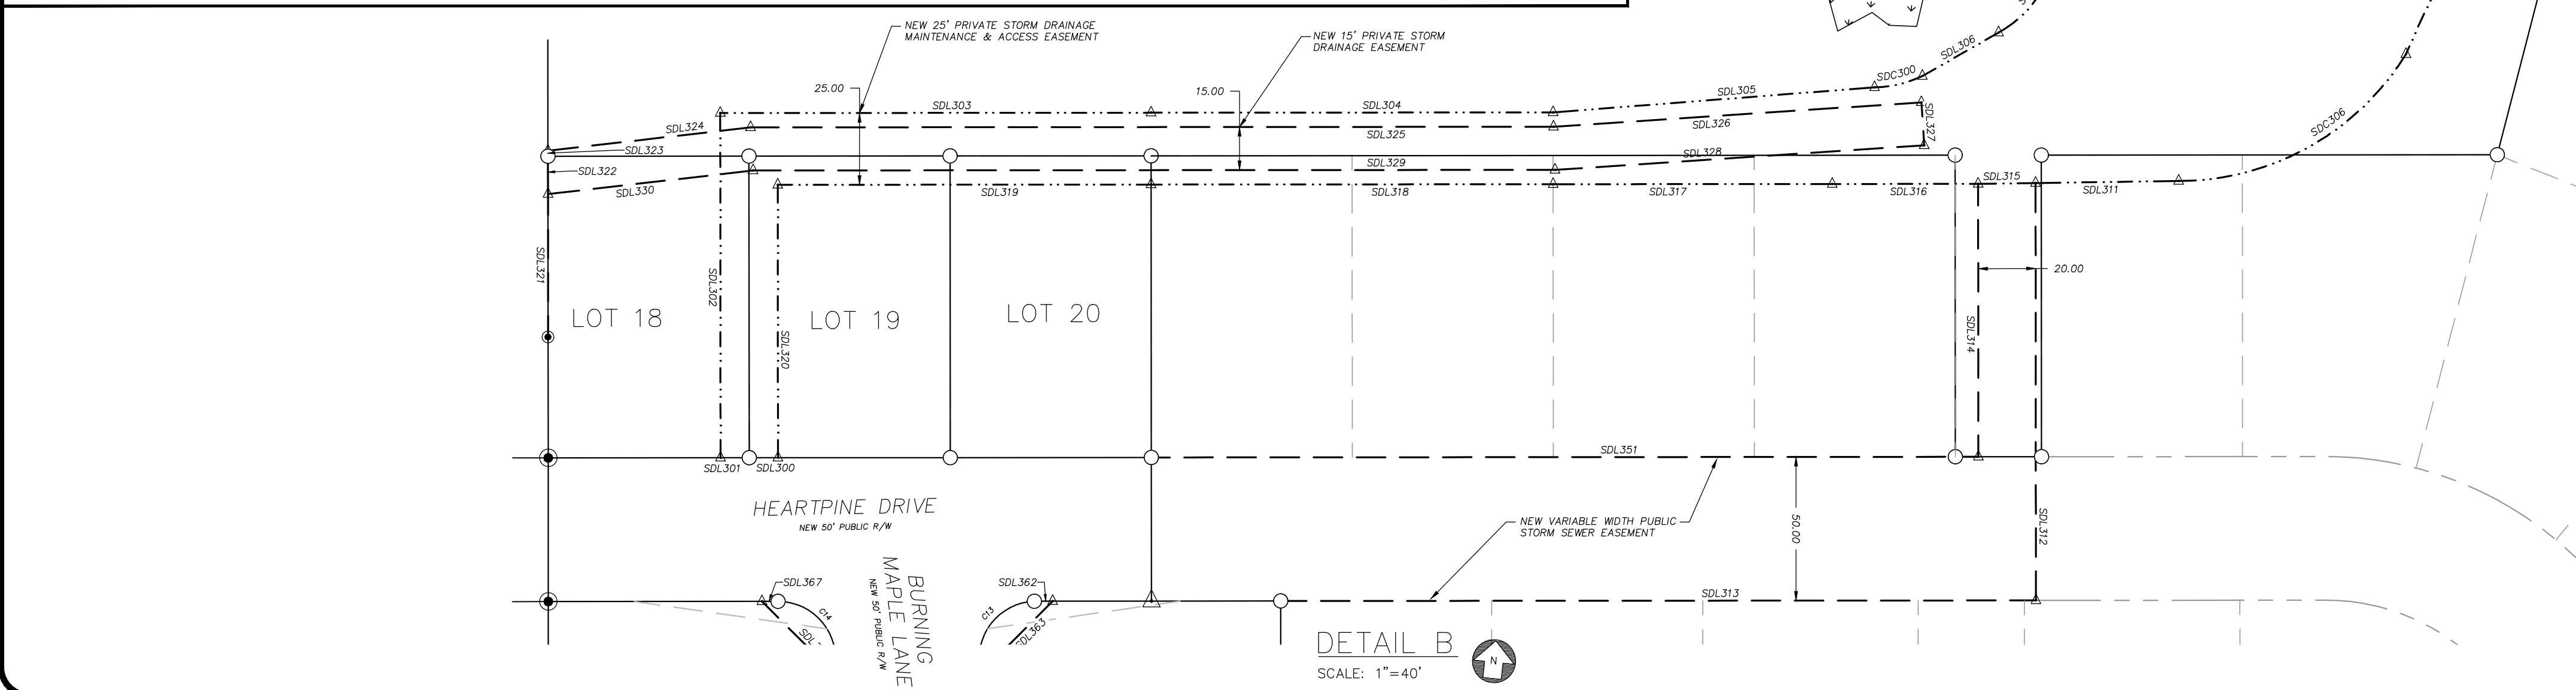 NEW 25' PRIVATE STORM DRAINAGE
MAINTENANCE & ACCESS EASEMENT
NEW 15' PRIVATE STORM
DRAINAGE EASEMENT
SDL306
SDC300
25.00
15.00
SDL303
SDL304
SDL305
SDL324
SDL325
SDL326
SDL327
SDC306
SDL323
SDL322
SDL329
SDL328
SDL330
SDL319
SDL318
SDL317
SDL316
SDL315
SDL311
SDL321
SDL302
20.00
LOT 18
LOT 19
LOT 20
SDL320
SDL314
SDL351
SDL301
SDL300
HEARTPINE DRIVE
NEW 50' PUBLIC R/W
NEW VARIABLE WIDTH PUBLIC
STORM SEWER EASEMENT
50.00
SDL312
SDL367
SDL362
SDL313
BURNING
MAPLE LANE
NEW 50' PUBLIC R/W
C14
C13
SDL363
DETAIL B
SCALE: 1"=40'
N